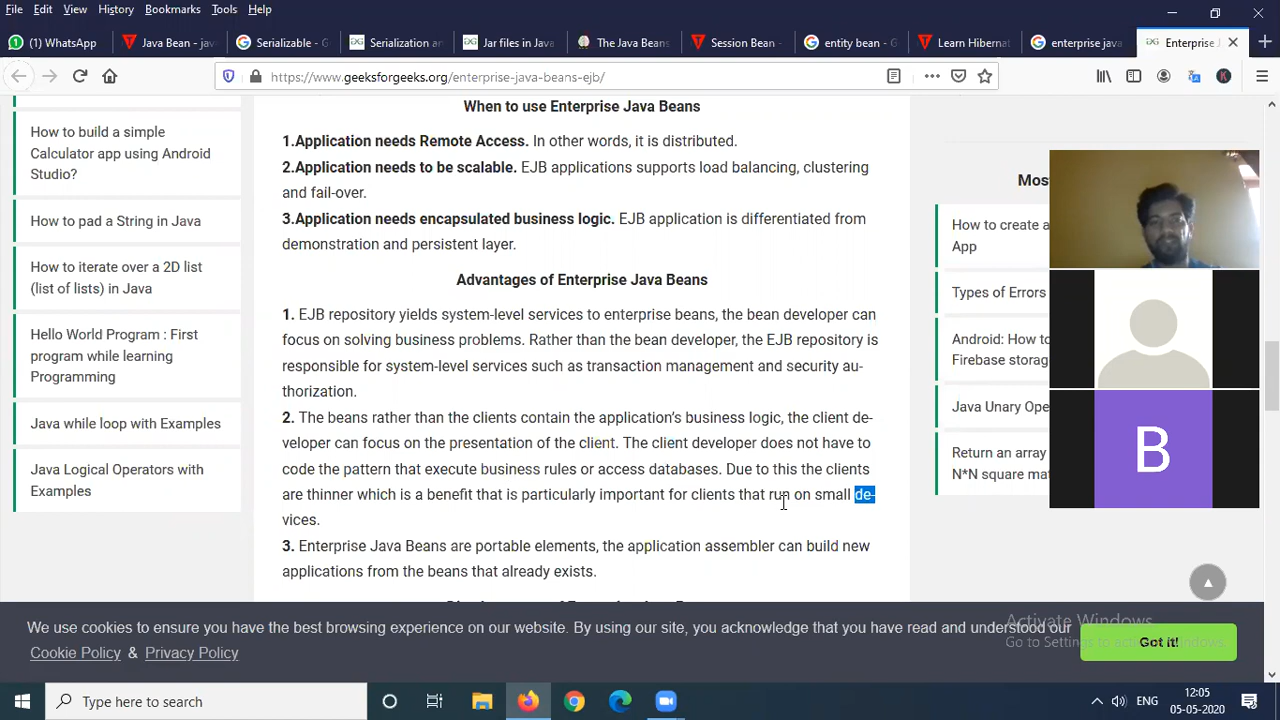 File Edit View History Bookmarks Tools Help
(1) WhatsApp
Java Bean - jav
Serializable - G
Serialization an
Jar files in Java
The Java Beans
Session Bean -
entity bean - G
Learn Hibernat
enterprise java
Enterprise J
https://www.geeksforgeeks.org/enterprise-java-beans-ejb/
K
How to build a simple
Calculator app using Android
Studio?
How to pad a String in Java
How to iterate over a 2D list
(list of lists) in Java
Hello World Program : First
program while learning
Programming
Java while loop with Examples
Java Logical Operators with
Examples
When to use Enterprise Java Beans
1.Application needs Remote Access. In other words, it is distributed.
2.Application needs to be scalable. EJB applications supports load balancing, clustering
and fail-over.
3.Application needs encapsulated business logic. EJB application is differentiated from
demonstration and persistent layer.
Advantages of Enterprise Java Beans
1. EJB repository yields system-level services to enterprise beans, the bean developer can
focus on solving business problems. Rather than the bean developer, the EJB repository is
responsible for system-level services such as transaction management and security au-
thorization.
2. The beans rather than the clients contain the application's business logic, the client de-
veloper can focus on the presentation of the client. The client developer does not have to
code the pattern that execute business rules or access databases. Due to this the clients
are thinner which is a benefit that is particularly important for clients that run on small de-
vices.
3. Enterprise Java Beans are portable elements, the application assembler can build new
applications from the beans that already exists.
Mos
How to create a
App
Types of Errors
Android: How to
Firebase storag
Java Unary Ope
Return an array
N*N square mat
B
We use cookies to ensure you have the best browsing experience on our website. By using our site, you acknowledge that you have read and understood our
Cookie Policy & Privacy Policy
Got it!
Activate Windows
Go to Settings to activate Windows.
Type here to search
ENG
12:05
05-05-2020